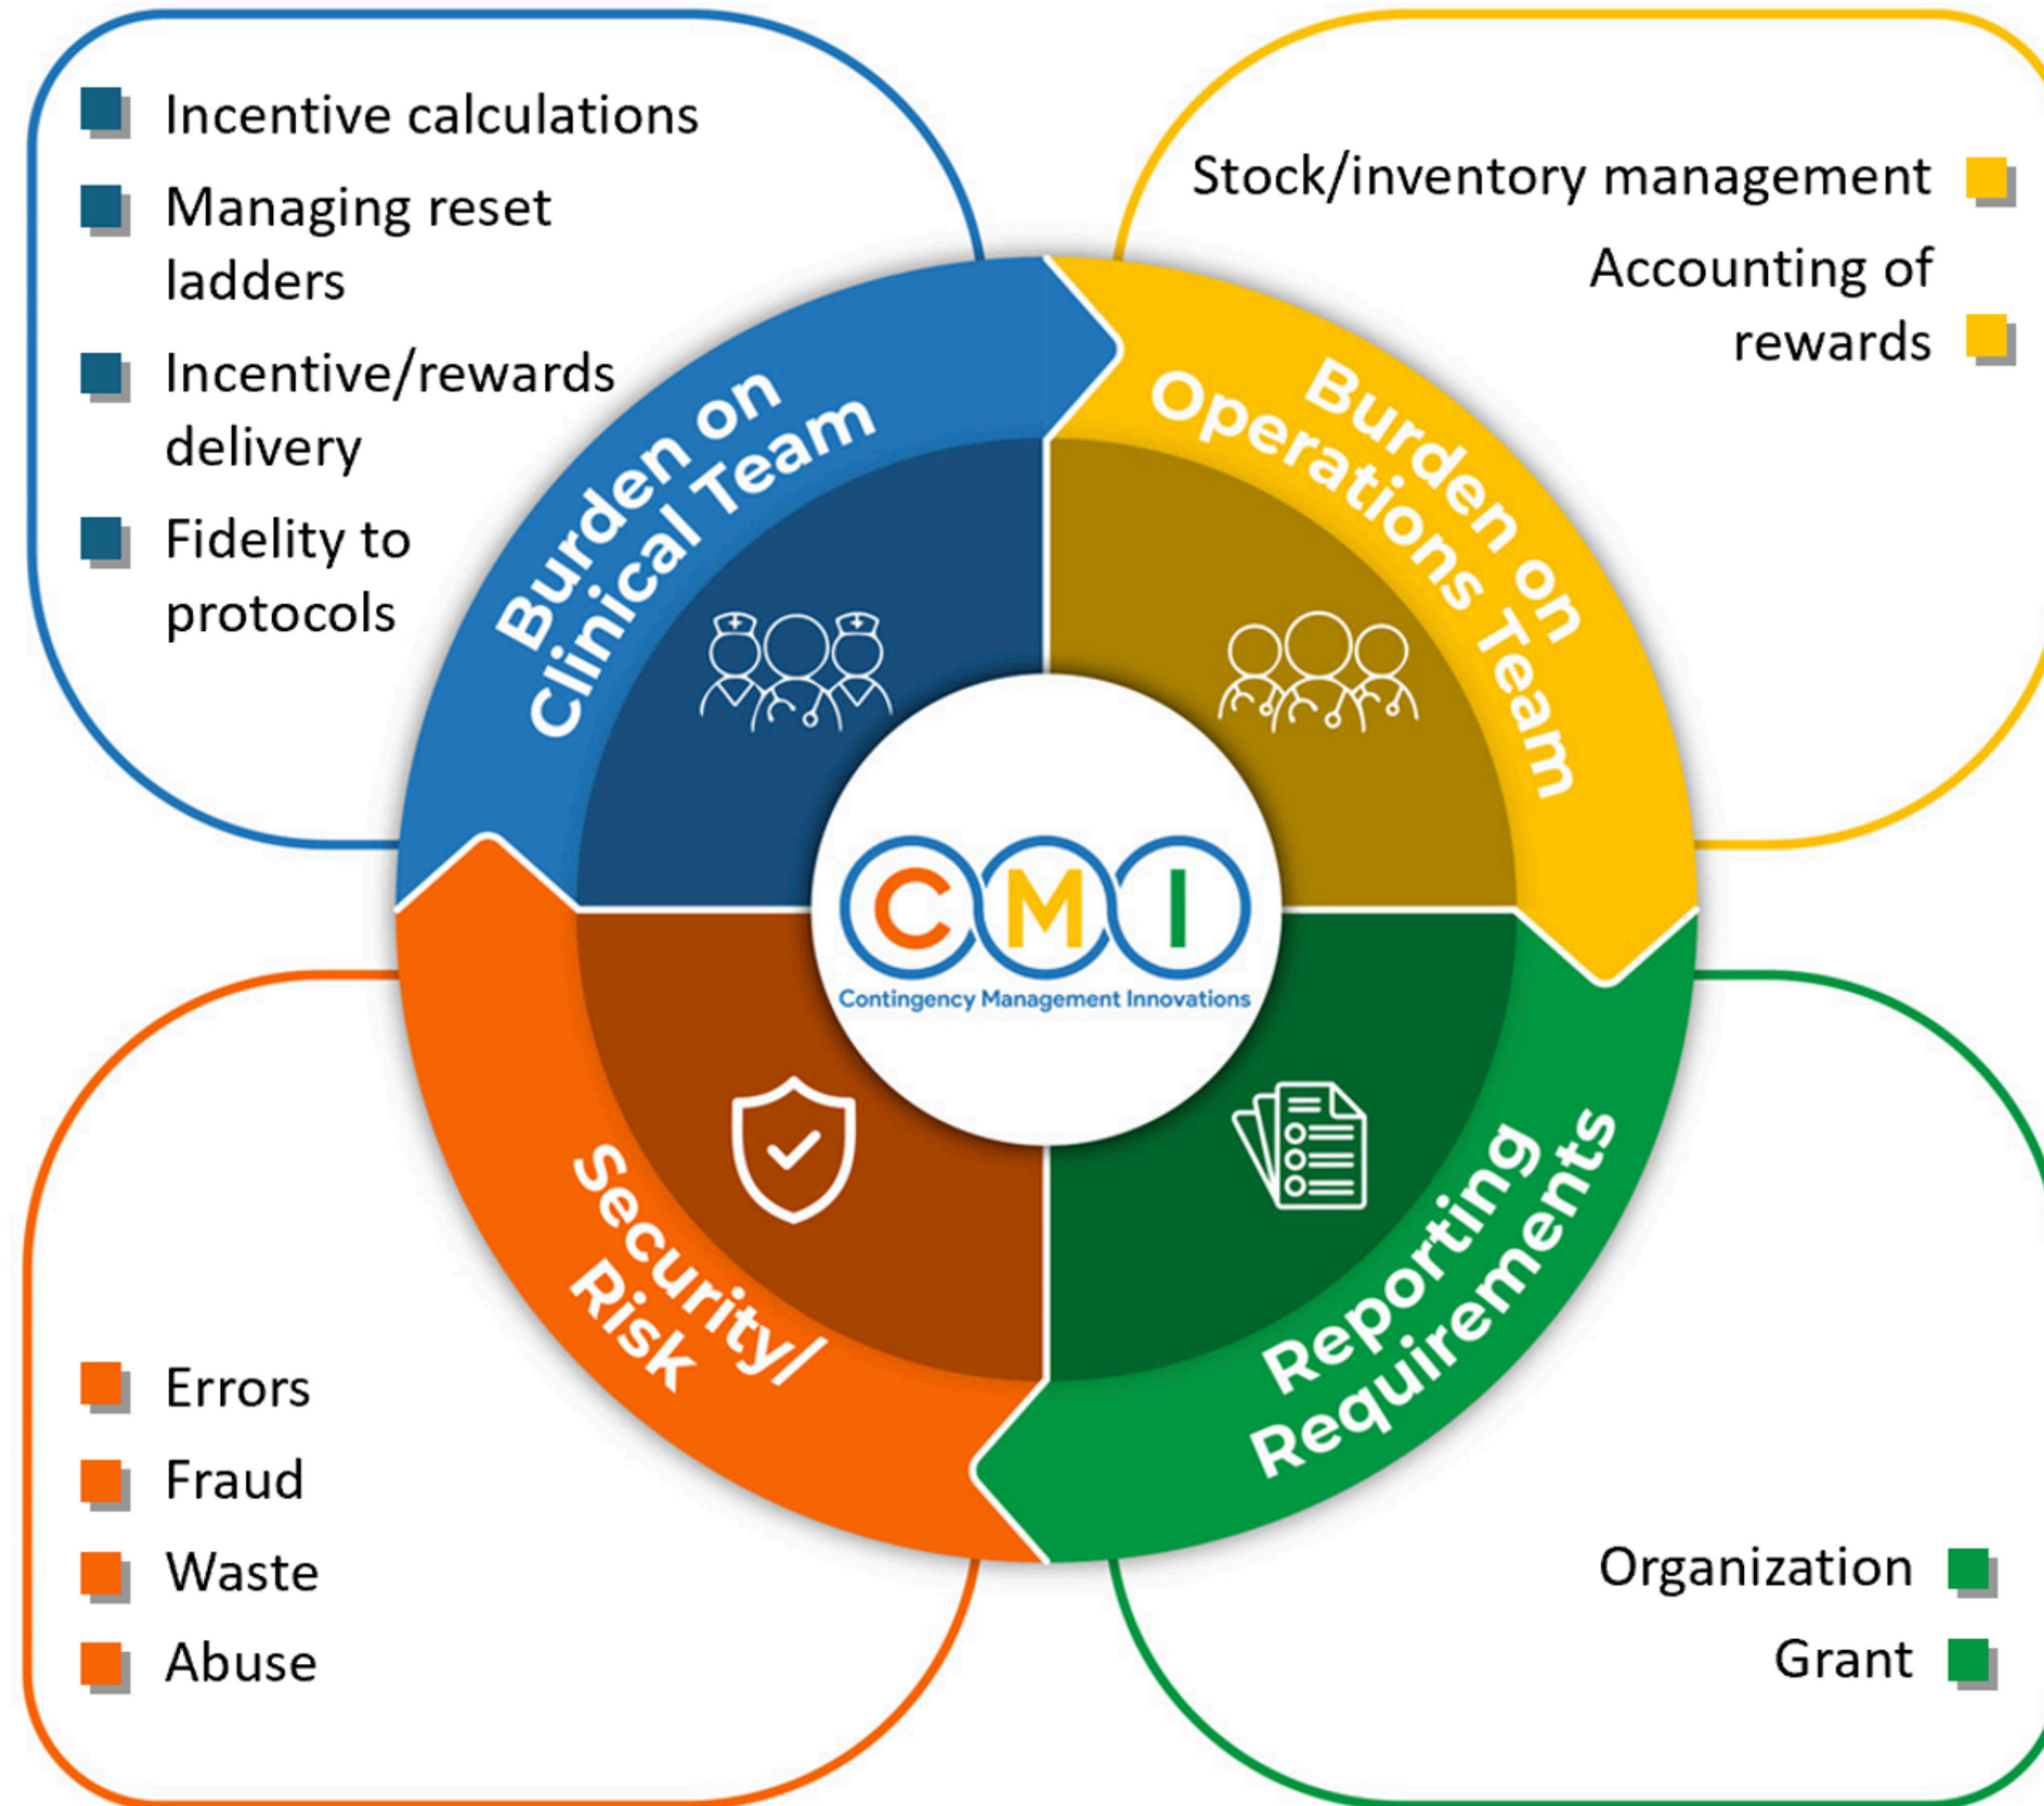 Incentive calculations
Managing reset
ladders
Incentive/rewards
delivery
Fidelity to
protocols
Stock/inventory management
Accounting of
rewards
Burden on
Clinical Team
Burden on
Operations Team
CMI
Contingency Management Innovations
Security/
Risk
Reporting
Requirements
Errors
Fraud
Waste
Abuse
Organization
Grant